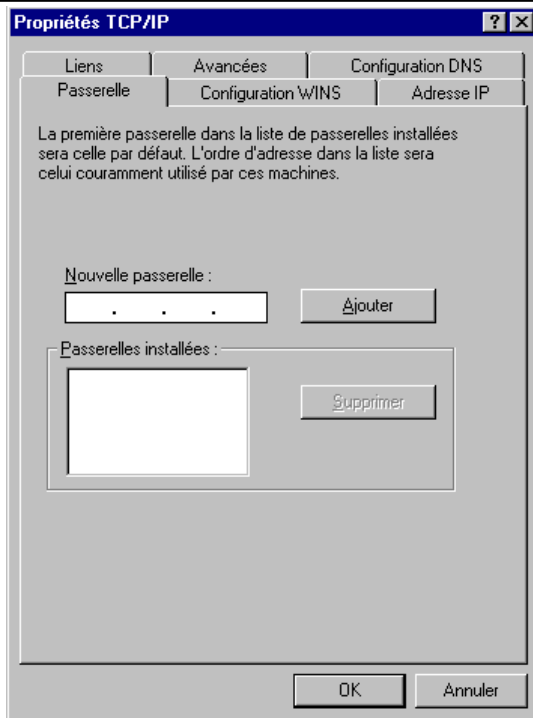 Propriétés TCP/IP
Liens Avancées Configuration DNS
Passerelle Configuration WINS Adresse IP
La première passerelle dans la liste de passerelles installées
sera celle par défaut. L'ordre d'adresse dans la liste sera
celui couramment utilisé par ces machines.
Nouvelle passerelle :
. . . Ajouter
Passerelles installées :
Supprimer
OK Annuler